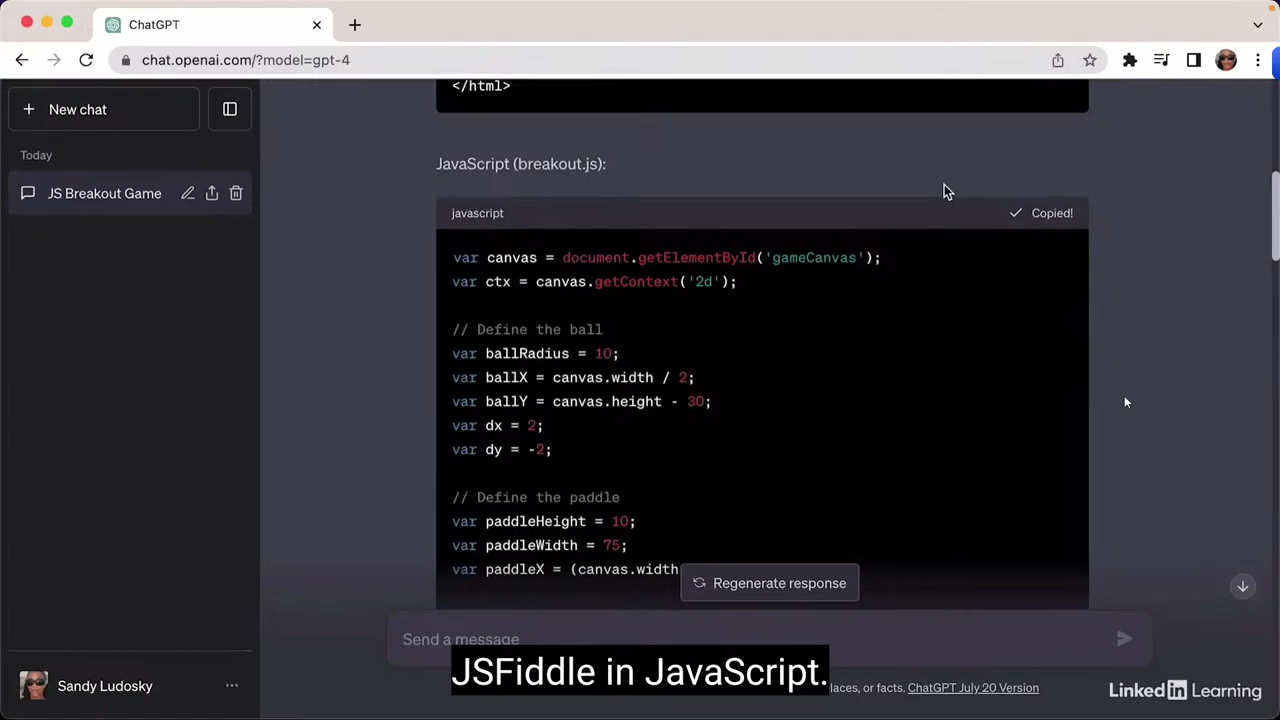 ChatGPT
chat.openai.com/?model=gpt-4
New chat
Today
JS Breakout Game
</html>
JavaScript (breakout.js):
javascript
Copied!
var canvas = document.getElementById('gameCanvas');
var ctx = canvas.getContext('2d');
// Define the ball
var ballRadius = 10;
var ballX = canvas.width / 2;
var ballY = canvas.height - 30;
var dx = 2;
var dy = -2;
// Define the paddle
var paddleHeight = 10;
var paddleWidth = 75;
var paddleX = (canvas.width
Regenerate response
Send a message
JSFiddle in JavaScript.
Sandy Ludosky
or facts. ChatGPT July 20 Version
LinkedIn Learning